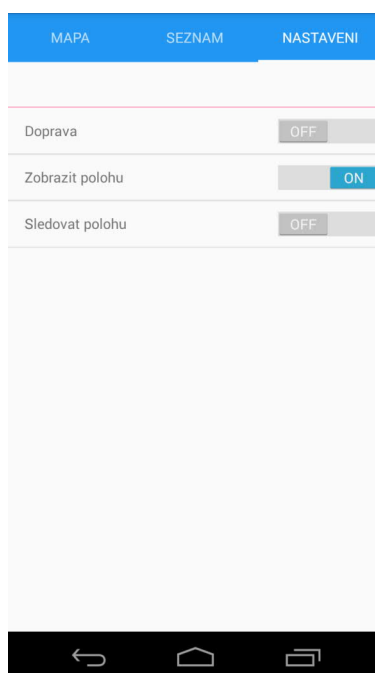 MAPA SEZNAM NASTAVENI
Doprava OFF
Zobrazit polohu ON
Sledovat polohu OFF